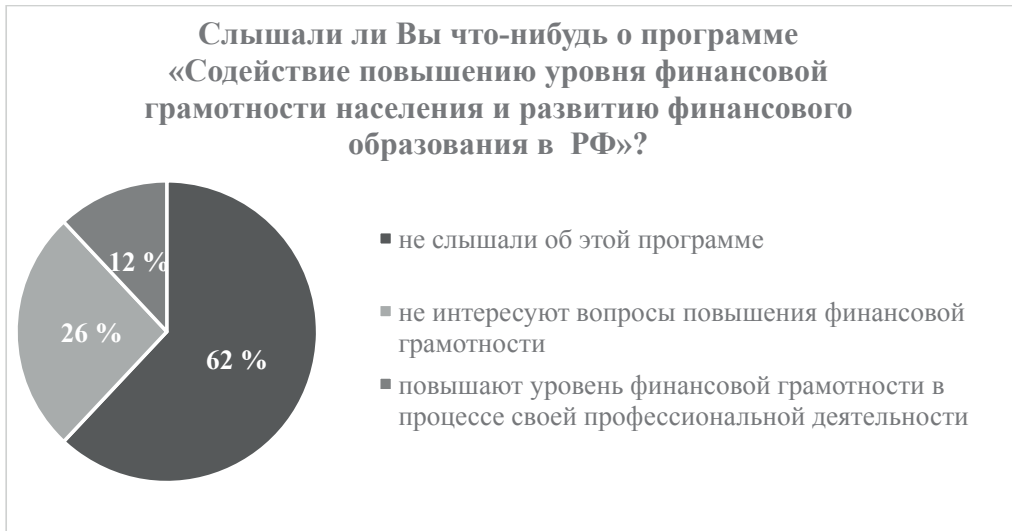 Слышали ли Вы что-нибудь о программе
«Содействие повышению уровня финансовой
грамотности населения и развитию финансового
образования в  РФ»?
12 %
26 %
62 %
не слышали об этой программе
не интересуют вопросы повышения финансовой
грамотности
повышают уровень финансовой грамотности в
процессе своей профессиональной деятельности